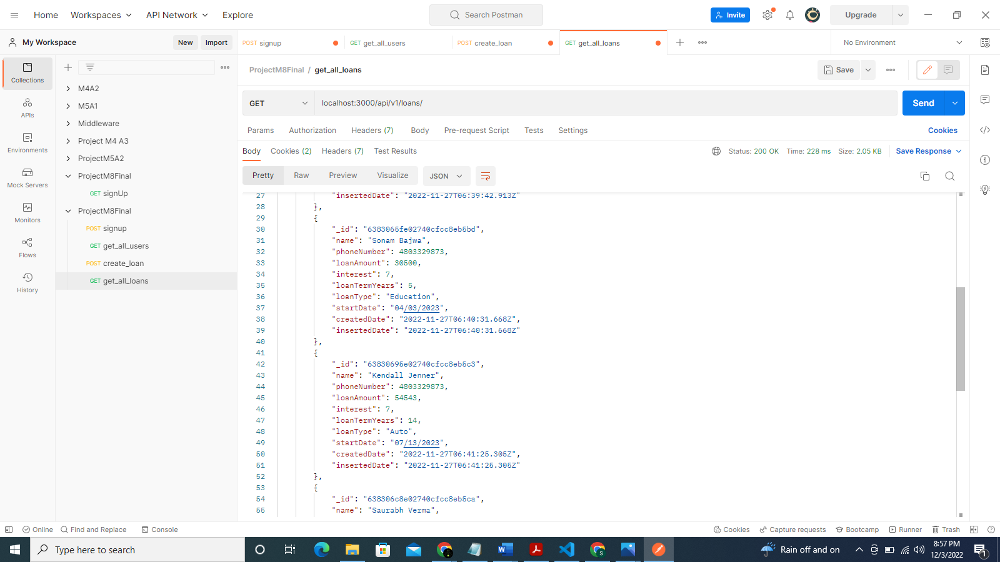 Home
Workspaces
API Network
Explore
Search Postman
Invite
Upgrade
My Workspace
New
Import
POST signup
GET get_all_users
POST create_loan
GET get_all_loans
No Environment
Collections
APIs
Environments
Mock Servers
Monitors
Flows
History
M4A2
M5A1
Middleware
Project M4 A3
ProjectM5A2
ProjectM8Final
GET signUp
ProjectM8Final
POST signup
GET get_all_users
POST create_loan
GET get_all_loans
ProjectM8Final / get_all_loans
Save
GET
localhost:3000/api/v1/loans/
Send
Params
Authorization
Headers (7)
Body
Pre-request Script
Tests
Settings
Cookies
Body
Cookies (2)
Headers (7)
Test Results
Status: 200 OK
Time: 228 ms
Size: 2.05 KB
Save Response
Pretty
Raw
Preview
Visualize
JSON
27 "insertedDate": "2022-11-27T06:39:42.913Z"
28 },
29 {
30 "_id": "6383065fe02740cfcc8eb5bd",
31 "name": "Sonam Bajwa",
32 "phoneNumber": 4803329873,
33 "loanAmount": 30500,
34 "interest": 7,
35 "loanTermYears": 5,
36 "loanType": "Education",
37 "startDate": "04/03/2023",
38 "createdDate": "2022-11-27T06:40:31.668Z",
39 "insertedDate": "2022-11-27T06:40:31.668Z"
40 },
41 {
42 "_id": "63830695e02740cfcc8eb5c3",
43 "name": "Kendall Jenner",
44 "phoneNumber": 4803329873,
45 "loanAmount": 54543,
46 "interest": 7,
47 "loanTermYears": 14,
48 "loanType": "Auto",
49 "startDate": "07/13/2023",
50 "createdDate": "2022-11-27T06:41:25.305Z",
51 "insertedDate": "2022-11-27T06:41:25.305Z"
52 },
53 {
54 "_id": "638306c8e02740cfcc8eb5ca",
55 "name": "Saurabh Verma",
Online
Find and Replace
Console
Cookies
Capture requests
Bootcamp
Runner
Trash
Type here to search
Rain off and on
8:57 PM
12/3/2022
1